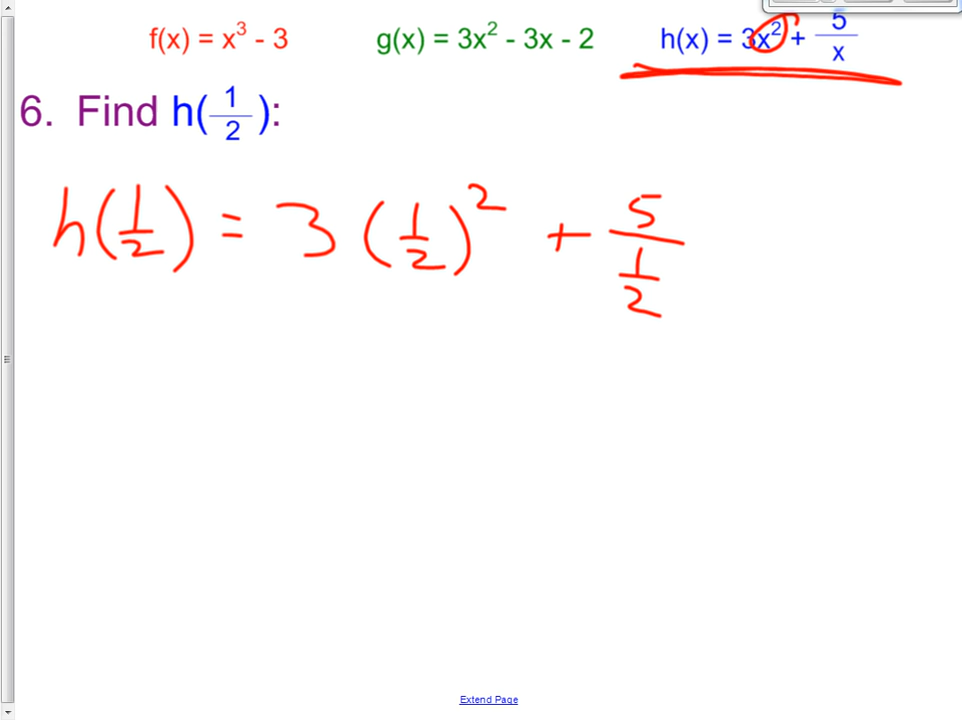 f(x) = x³ - 3 g(x) = 3x² - 3x - 2 h(x) = 3x² + 5/x
6. Find h(1/2):
h(1/2) = 3(1/2)² + 5/(1/2)
Extend Page